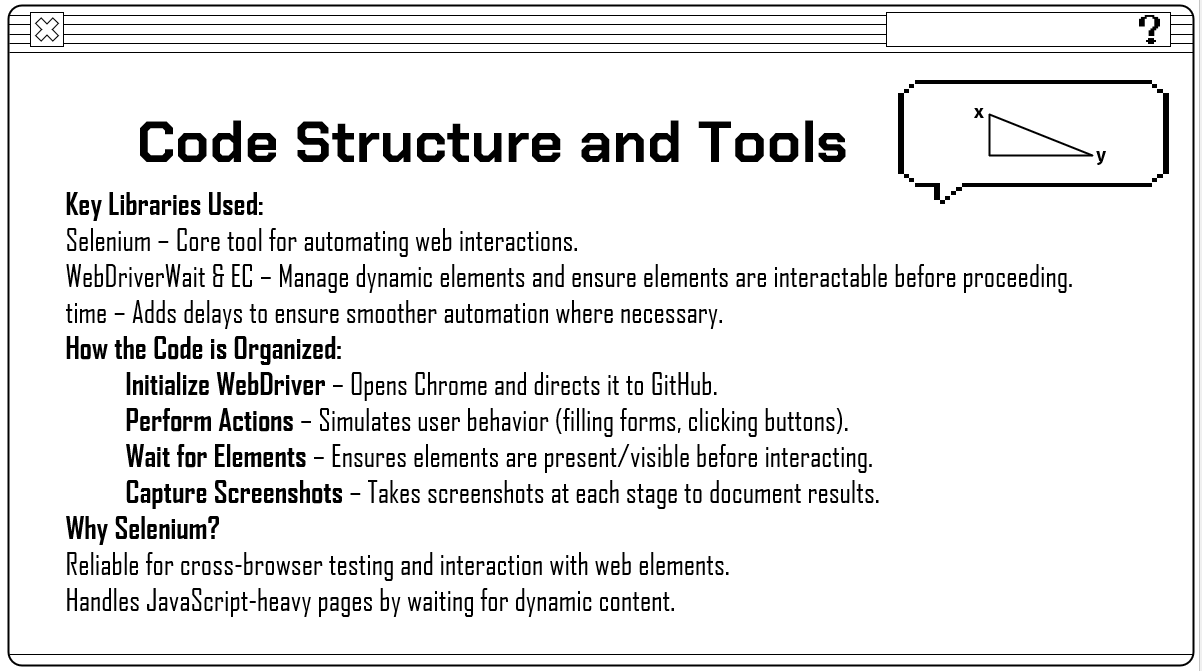 ?
x
y
Code Structure and Tools
Key Libraries Used:
Selenium – Core tool for automating web interactions.
WebDriverWait & EC – Manage dynamic elements and ensure elements are interactable before proceeding.
time – Adds delays to ensure smoother automation where necessary.
How the Code is Organized:
Initialize WebDriver – Opens Chrome and directs it to GitHub.
Perform Actions – Simulates user behavior (filling forms, clicking buttons).
Wait for Elements – Ensures elements are present/visible before interacting.
Capture Screenshots – Takes screenshots at each stage to document results.
Why Selenium?
Reliable for cross-browser testing and interaction with web elements.
Handles JavaScript-heavy pages by waiting for dynamic content.